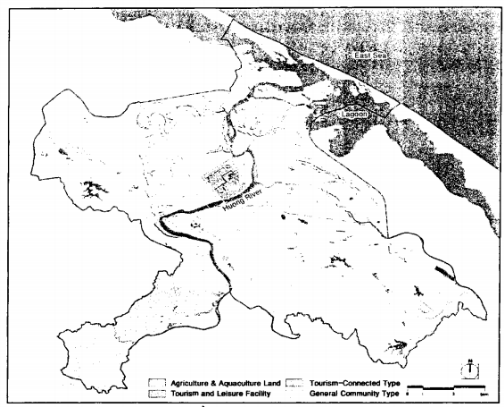 East Sea
Lagoon
Huong River
N
Agriculture & Aquaculture Land
Tourism-Connected Type
Tourism and Leisure Facility
General Community Type